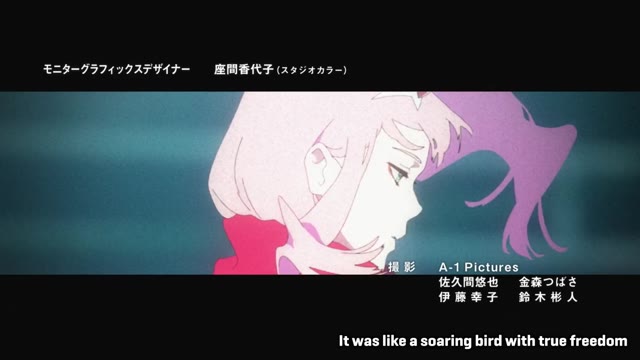 モニターグラフィックスデザイナー 座間香代子(スタジオカラー)
撮影 A-1 Pictures
佐久間悠也 金森つばさ
伊藤幸子 鈴木彬人
It was like a soaring bird with true freedom